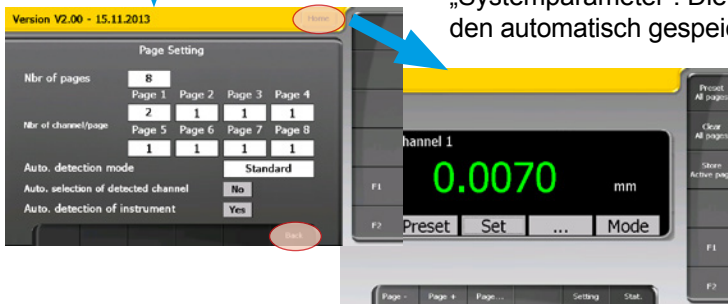 „Systemparameter“. Die
den automatisch gespei
Version V2.00 - 15.11.2013
Home
Page Setting
Nbr of pages 8
Page 1 Page 2 Page 3 Page 4
2 1 1 1
Nbr of channel/page
Page 5 Page 6 Page 7 Page 8
1 1 1 1
Auto. detection mode Standard
Auto. selection of detected channel No
Auto. detection of instrument Yes
Back
F1
F2
Preset
All pages
Clear
All pages
Store
Active pag
hannel 1
0.0070 mm
Preset Set ... Mode
F1
F2
Page - Page + Page... Setting Stat.